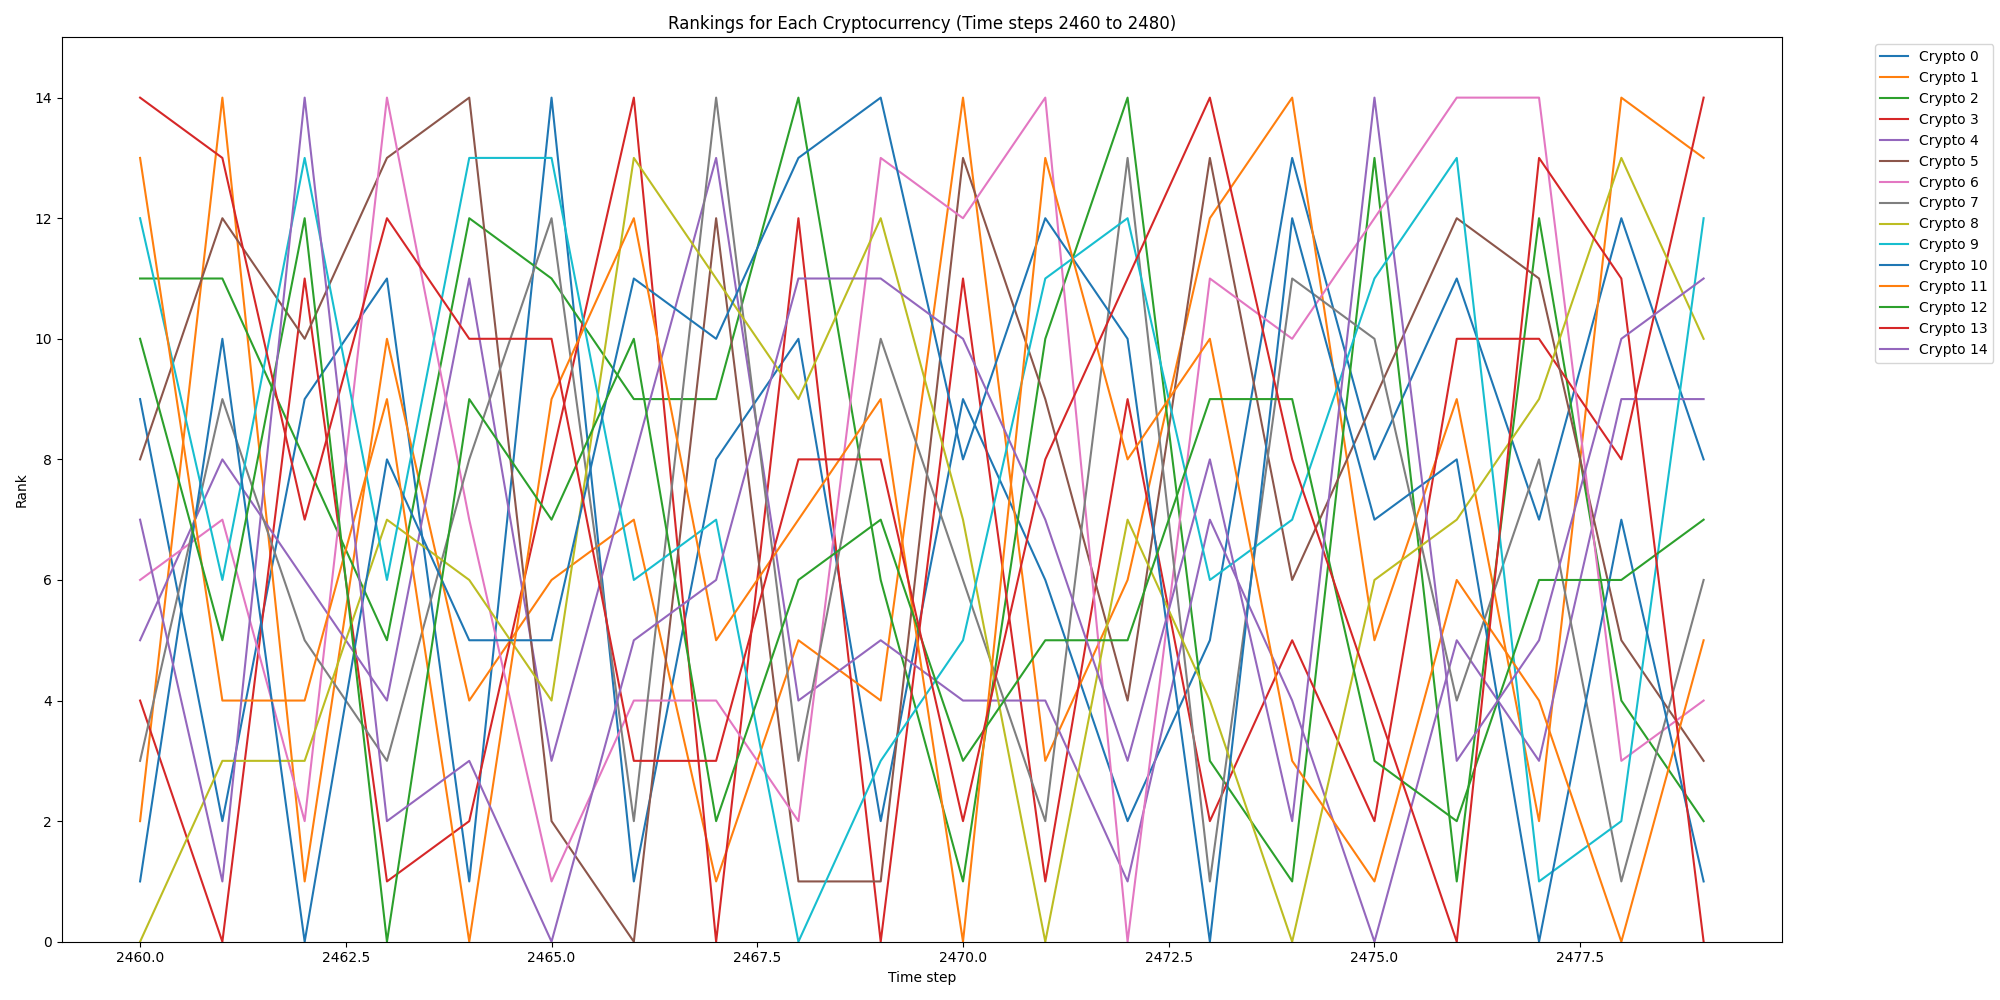 Rankings for Each Cryptocurrency (Time steps 2460 to 2480)
Rank
14
12
10
8
6
4
2
0
2460.0 2462.5 2465.0 2467.5 2470.0 2472.5 2475.0 2477.5
Time step
Crypto 0
Crypto 1
Crypto 2
Crypto 3
Crypto 4
Crypto 5
Crypto 6
Crypto 7
Crypto 8
Crypto 9
Crypto 10
Crypto 11
Crypto 12
Crypto 13
Crypto 14